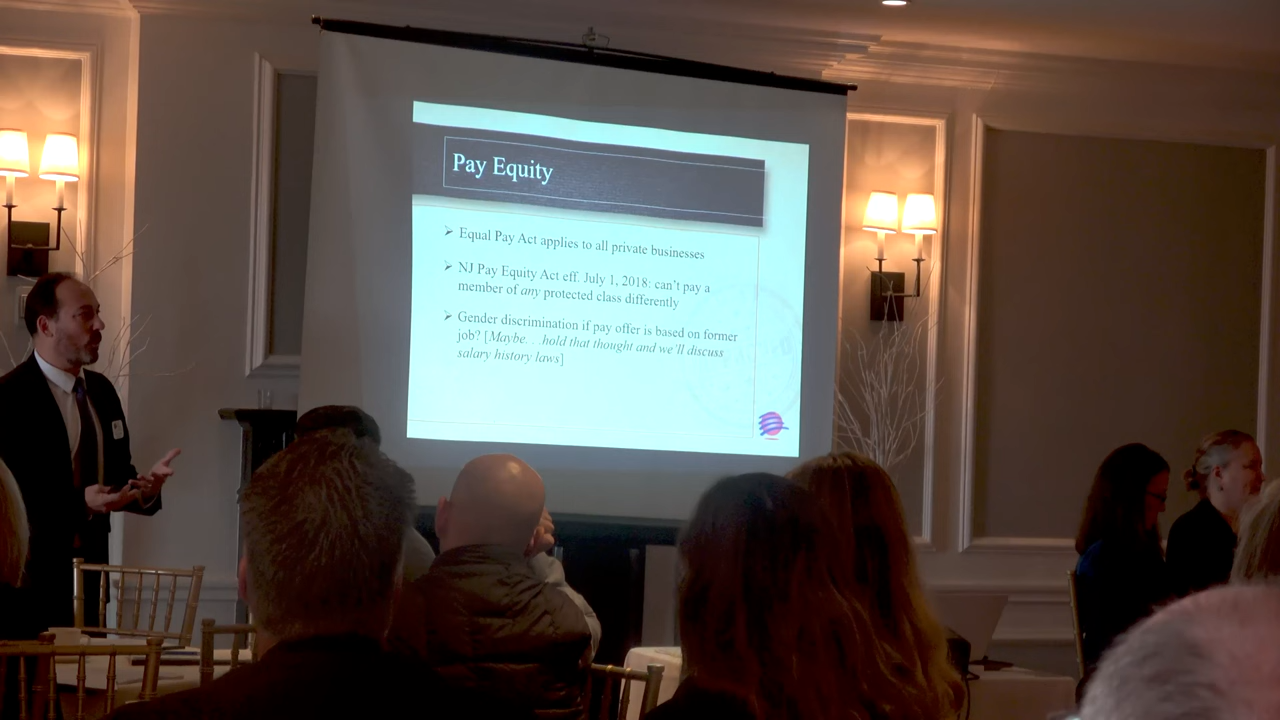 Pay Equity
➢ Equal Pay Act applies to all private businesses
➢ NJ Pay Equity Act eff. July 1, 2018: can't pay a
member of any protected class differently
➢ Gender discrimination if pay offer is based on former
job? [Maybe. . .hold that thought and we'll discuss
salary history laws]